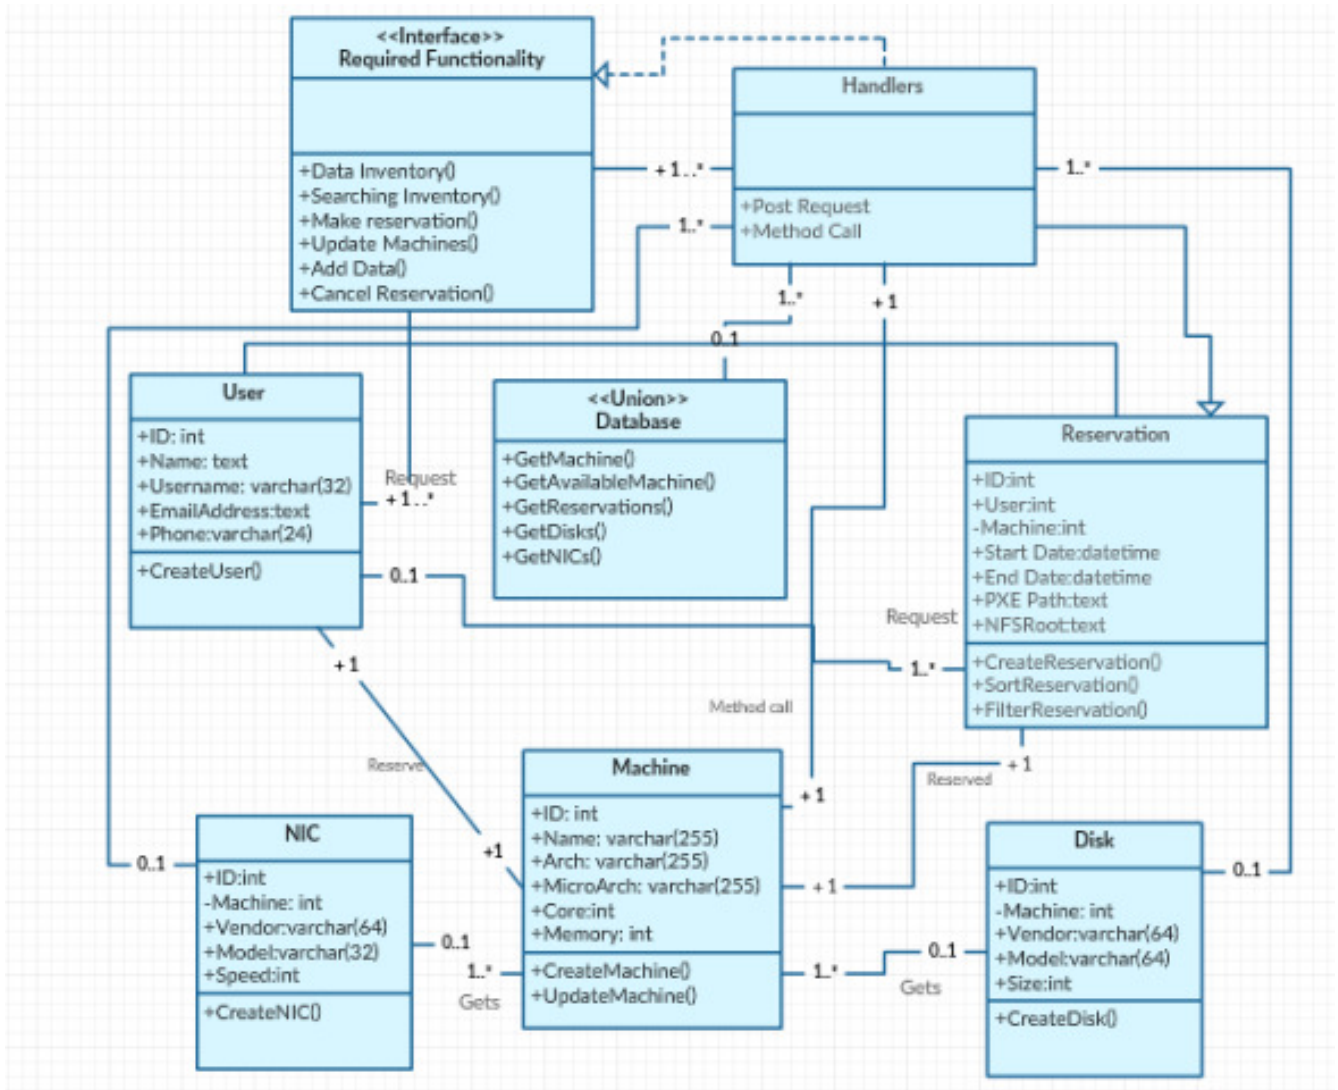 <<Interface>>
Required Functionality
+Data Inventory()
+Searching Inventory()
+Make reservation()
+Update Machines()
+Add Data()
+Cancel Reservation()
+1..*
Handlers
+Post Request
+Method Call
1..*
1..*
1..*
+1
0..1
User
+ID: int
+Name: text
+Username: varchar(32)
+EmailAddress:text
+Phone:varchar(24)
+CreateUser()
Request
+1..*
0..1
<<Union>>
Database
+GetMachine()
+GetAvailableMachine()
+GetReservations()
+GetDisks()
+GetNICs()
Reservation
+ID:int
+User:int
-Machine:int
+Start Date:datetime
+End Date:datetime
+PXE Path:text
+NFSRoot:text
+CreateReservation()
+SortReservation()
+FilterReservation()
Request
1..*
+1
Reserve
+1
Method call
+1
+1
Reserved
+1
Machine
+ID: int
+Name: varchar(255)
+Arch: varchar(255)
+MicroArch: varchar(255)
+Core:int
+Memory: int
+CreateMachine()
+UpdateMachine()
NIC
+ID:int
-Machine: int
+Vendor:varchar(64)
+Model:varchar(32)
+Speed:int
+CreateNIC()
0..1
0..1
1..*
Gets
1..*
0..1
Gets
Disk
+ID:int
-Machine: int
+Vendor:varchar(64)
+Model:varchar(64)
+Size:int
+CreateDisk()
0..1